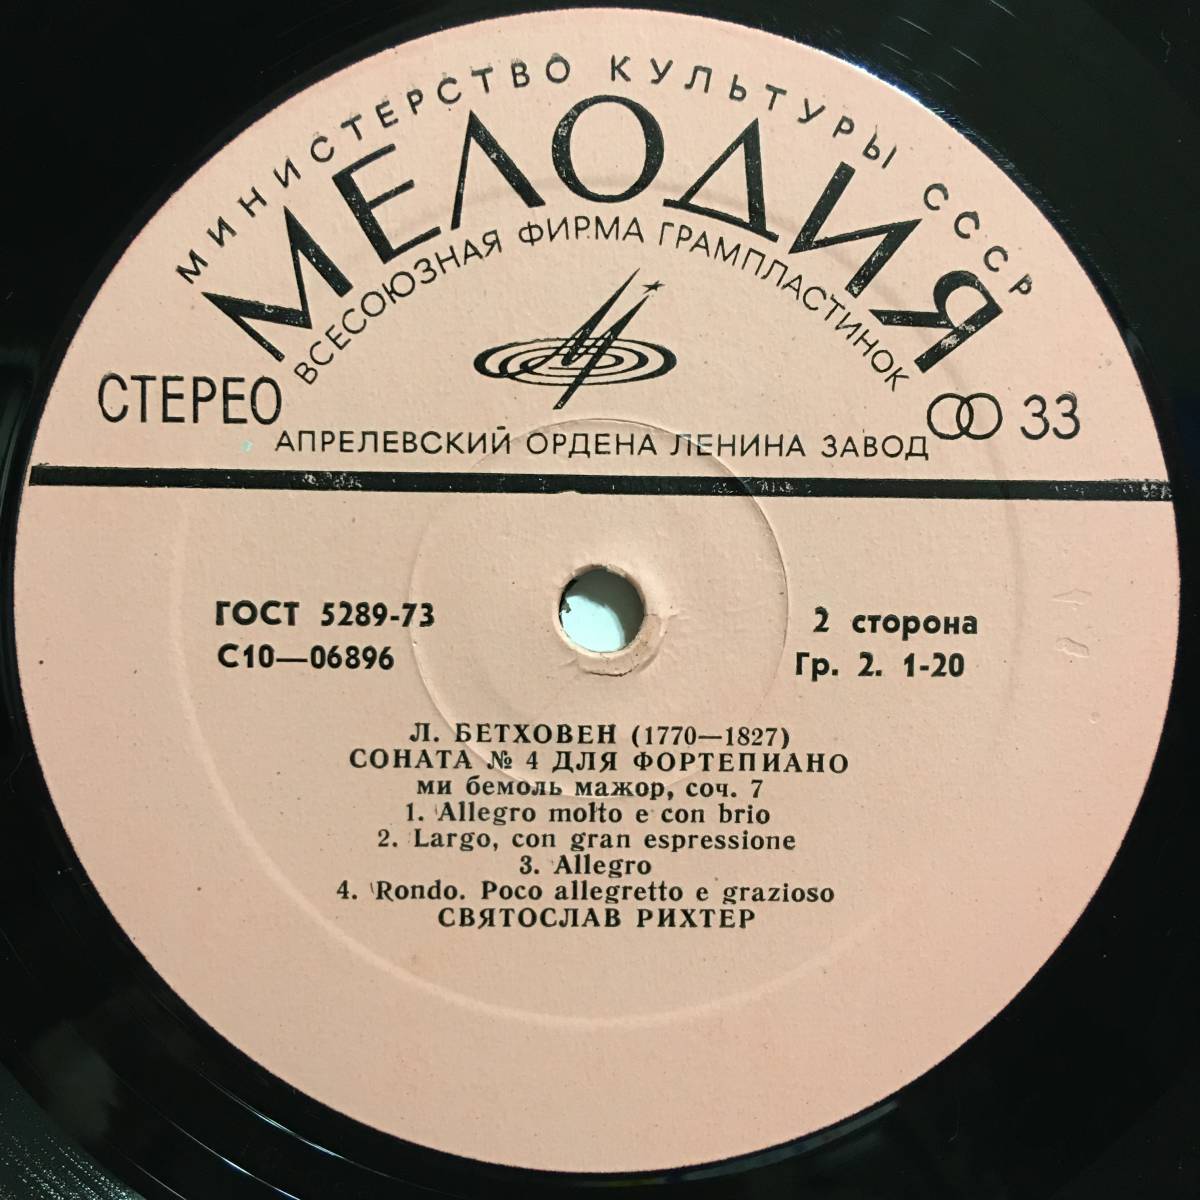 МИНИСТЕРСТВО КУЛЬТУРЫ СССР
МЕЛОДИЯ
ВСЕСОЮЗНАЯ ФИРМА ГРАМПЛАСТИНОК
СТЕРЕО
33
АПРЕЛЕВСКИЙ ОРДЕНА ЛЕНИНА ЗАВОД
ГОСТ 5289-73
С10—06896
2 сторона
Гр. 2. 1-20
Л. БЕТХОВЕН (1770—1827)
СОНАТА № 4 ДЛЯ ФОРТЕПИАНО
ми бемоль мажор, соч. 7
1. Allegro molto e con brio
2. Largo, con gran espressione
3. Allegro
4. Rondo. Poco allegretto e grazioso
СВЯТОСЛАВ РИХТЕР